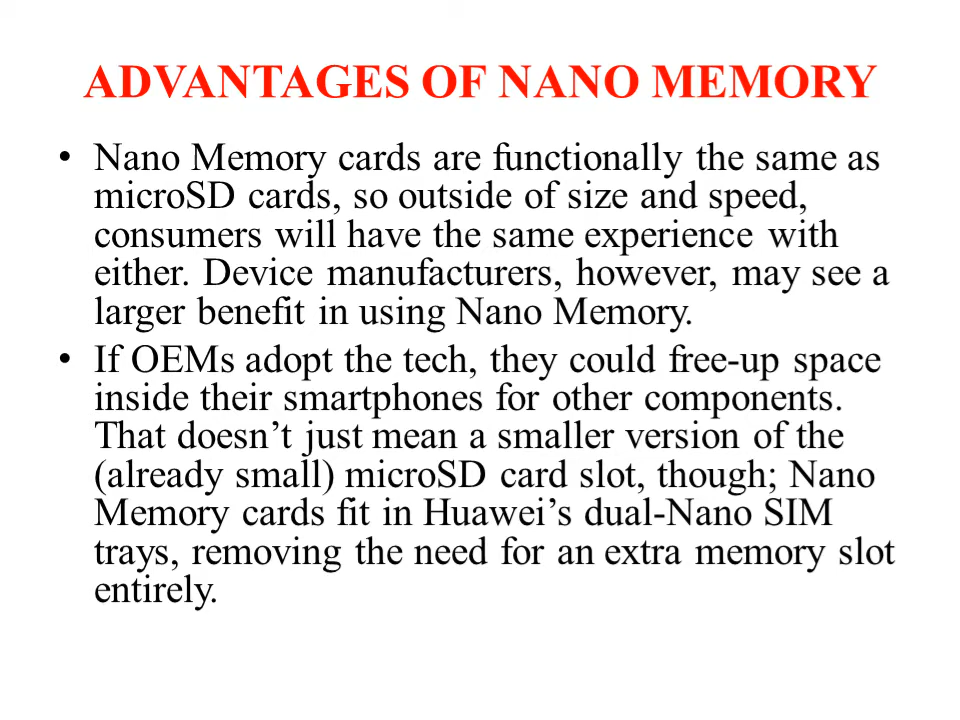 ADVANTAGES OF NANO MEMORY
• Nano Memory cards are functionally the same as
microSD cards, so outside of size and speed,
consumers will have the same experience with
either. Device manufacturers, however, may see a
larger benefit in using Nano Memory.
• If OEMs adopt the tech, they could free-up space
inside their smartphones for other components.
That doesn’t just mean a smaller version of the
(already small) microSD card slot, though; Nano
Memory cards fit in Huawei’s dual-Nano SIM
trays, removing the need for an extra memory slot
entirely.